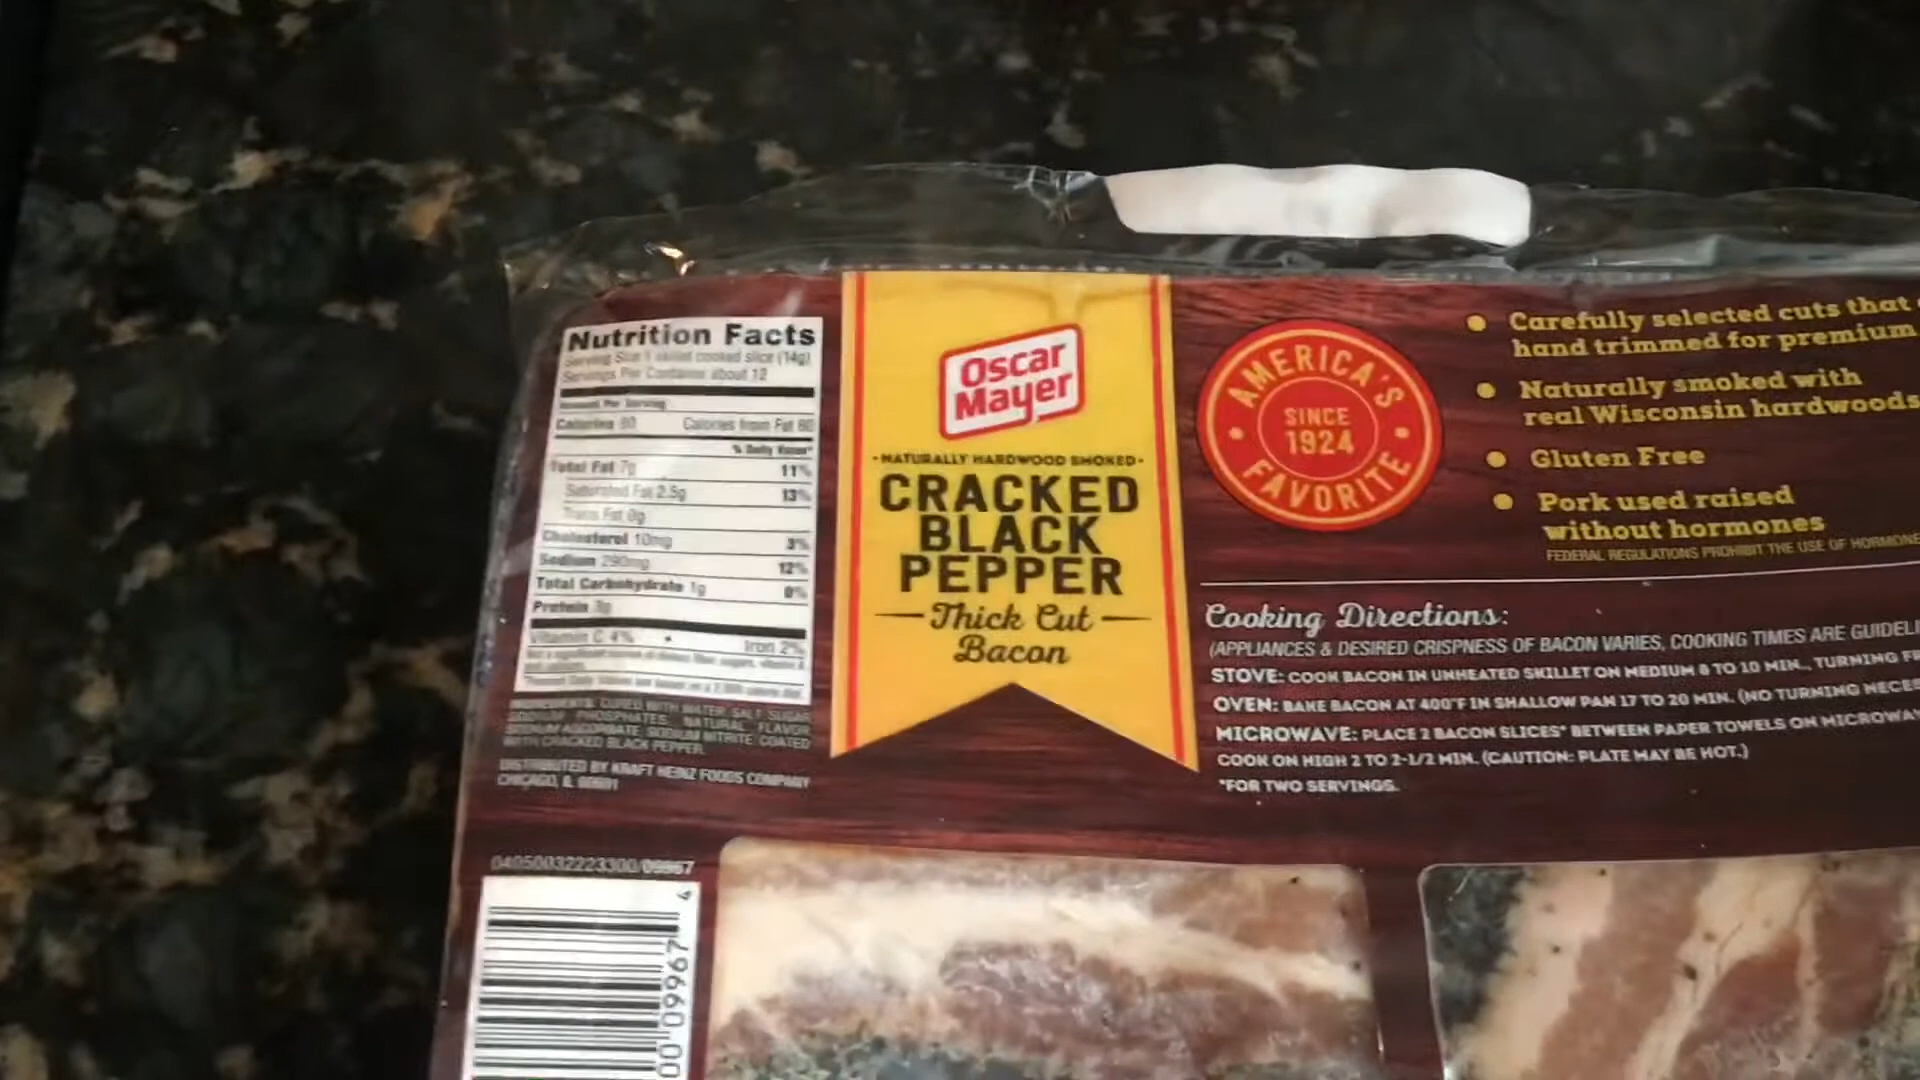 Nutrition Facts
Serving Size 1 skillet cooked slice (14g)
Servings Per Container about 12
Amount Per Serving
Calories 80 Calories from Fat 60
% Daily Value*
Total Fat 7g 11%
Saturated Fat 2.5g 13%
Trans Fat 0g
Cholesterol 10mg 3%
Sodium 290mg 12%
Total Carbohydrate 1g 0%
Protein 3g
Vitamin C 4% • Iron 2%
INGREDIENTS: CURED WITH WATER, SALT, SUGAR,
SODIUM PHOSPHATES, NATURAL FLAVOR,
SODIUM ASCORBATE, SODIUM NITRITE. COATED
WITH CRACKED BLACK PEPPER.
DISTRIBUTED BY KRAFT HEINZ FOODS COMPANY
CHICAGO, IL
04050032223300/09967
00 09967 4
Oscar
Mayer
• NATURALLY HARDWOOD SMOKED •
CRACKED
BLACK
PEPPER
Thick Cut
Bacon
AMERICA'S
SINCE
1924
FAVORITE
• Carefully selected cuts that
hand trimmed for premium
• Naturally smoked with
real Wisconsin hardwoods
• Gluten Free
• Pork used raised
without hormones
FEDERAL REGULATIONS PROHIBIT THE USE OF
Cooking Directions:
(APPLIANCES & DESIRED CRISPNESS OF BACON VARIES, COOKING TIMES ARE
STOVE: COOK BACON IN UNHEATED SKILLET ON MEDIUM 8 TO 10 MIN., TURNING
OVEN: BAKE BACON AT 400°F IN SHALLOW PAN 17 TO 20 MIN. (NO TURNING
MICROWAVE: PLACE 2 BACON SLICES* BETWEEN PAPER TOWELS ON
COOK ON HIGH 2 TO 2-1/2 MIN. (CAUTION: PLATE MAY BE HOT.)
*FOR TWO SERVINGS.